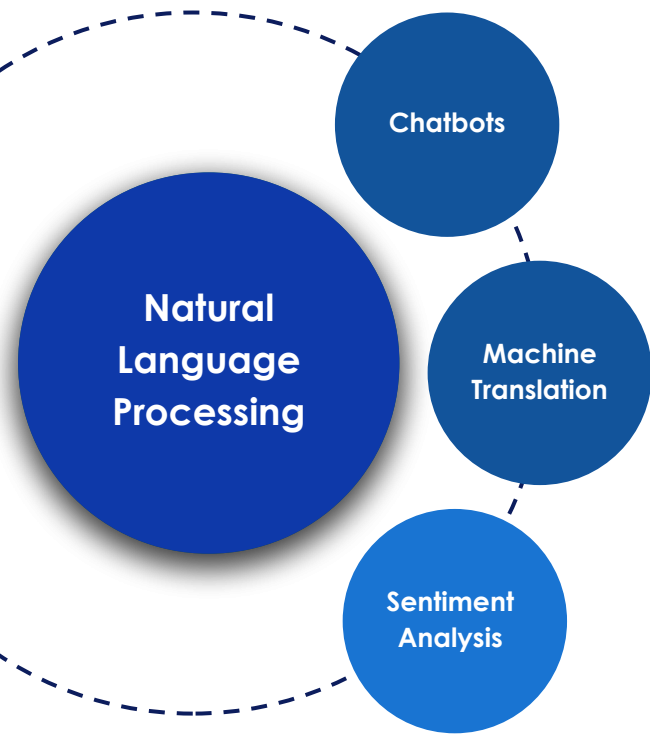 Chatbots
Natural
Language
Processing
Machine
Translation
Sentiment
Analysis